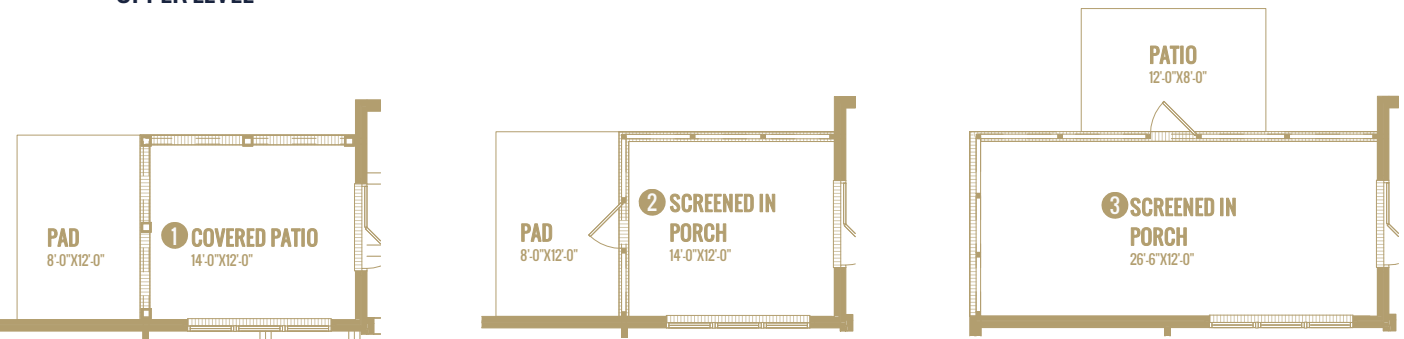 UPPER LEVEL
PAD
8'-0"X12'-0"
1 COVERED PATIO
14'-0"X12'-0"
PAD
8'-0"X12'-0"
2 SCREENED IN
PORCH
14'-0"X12'-0"
PATIO
12'-0"X8'-0"
3 SCREENED IN
PORCH
26'-6"X12'-0"